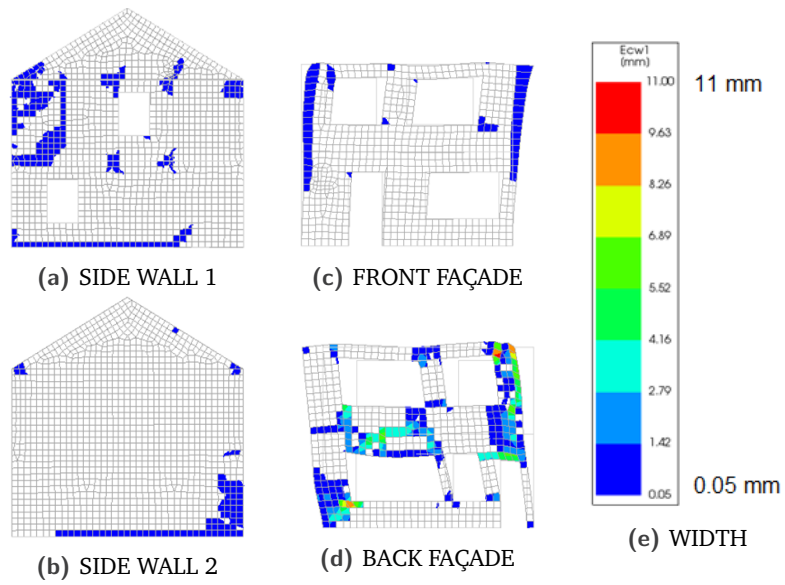 (a) SIDE WALL 1
(c) FRONT FAÇADE
(b) SIDE WALL 2
(d) BACK FAÇADE
Ecw1
(mm)
11.00
9.63
8.26
6.89
5.52
4.16
2.79
1.42
0.05
11 mm
0.05 mm
(e) WIDTH